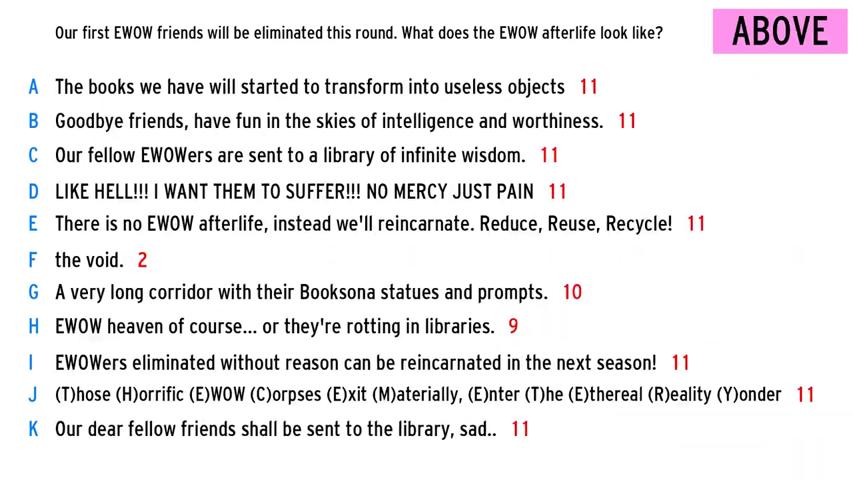 Our first EWOW friends will be eliminated this round. What does the EWOW afterlife look like?
ABOVE
A The books we have will started to transform into useless objects 11
B Goodbye friends, have fun in the skies of intelligence and worthiness. 11
C Our fellow EWOWers are sent to a library of infinite wisdom. 11
D LIKE HELL!!! I WANT THEM TO SUFFER!!! NO MERCY JUST PAIN 11
E There is no EWOW afterlife, instead we'll reincarnate. Reduce, Reuse, Recycle! 11
F the void. 2
G A very long corridor with their Booksona statues and prompts. 10
H EWOW heaven of course... or they're rotting in libraries. 9
I EWOWers eliminated without reason can be reincarnated in the next season! 11
J (T)hose (H)orrific (E)WOW (C)orpses (E)xit (M)aterially, (E)nter (T)he (E)thereal (R)eality (Y)onder 11
K Our dear fellow friends shall be sent to the library, sad.. 11